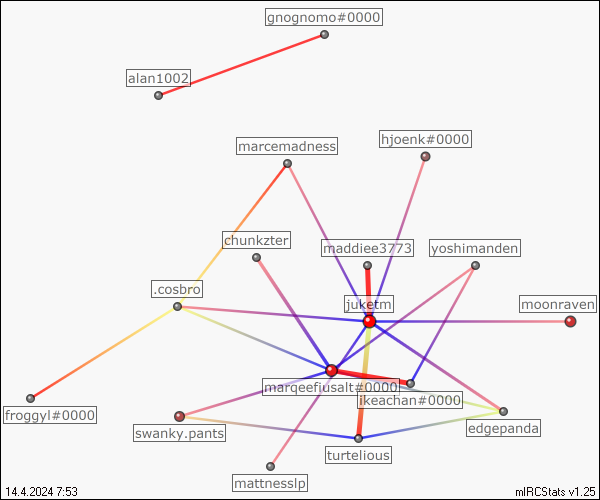 gnognomo#0000
alan1002
marcemadness
hjoenk#0000
chunkzter
maddiee3773
yoshimanden
.cosbro
juketm
moonraven
marqeefiusalt#0000
ikeachan#0000
froggyl#0000
swanky.pants
edgepanda
turtelious
mattnesslp
14.4.2024 7:53
mIRCStats v1.25